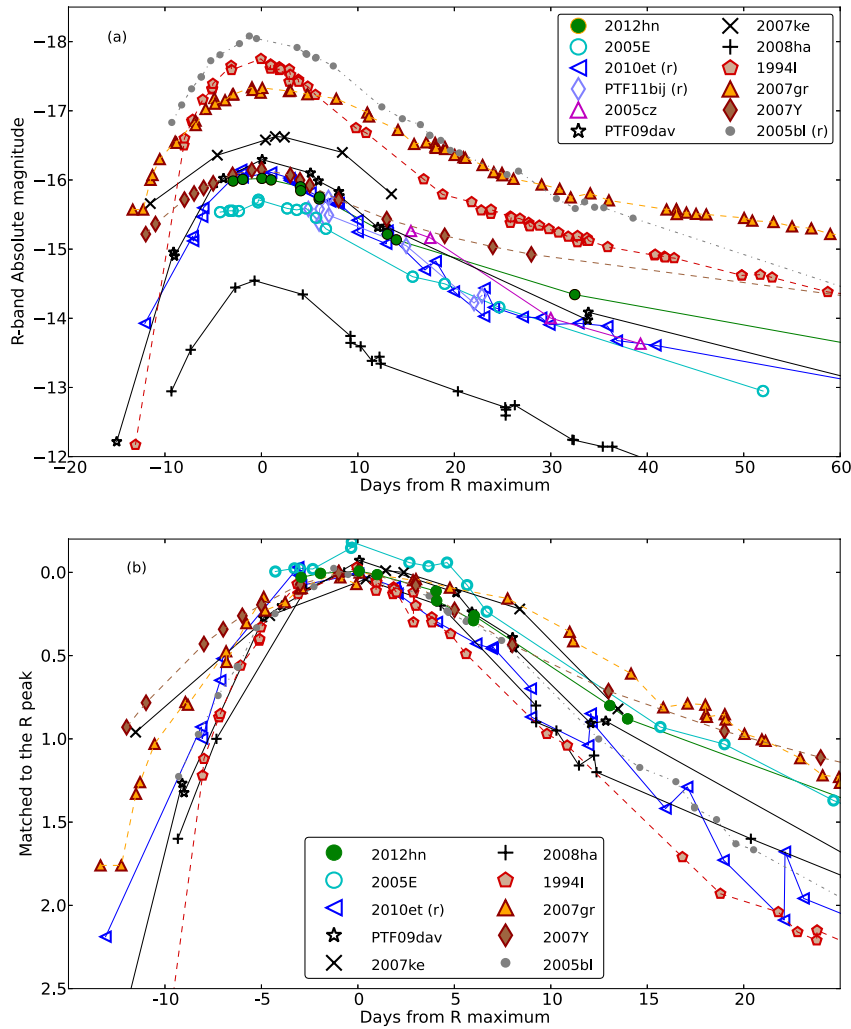 (a)
2012hn
2005E
2010et (r)
PTF11bij (r)
2005cz
PTF09dav
2007ke
2008ha
1994I
2007gr
2007Y
2005bl (r)
R-band Absolute magnitude
−18
−17
−16
−15
−14
−13
−12
−20
−10
0
10
20
30
40
50
60
Days from R maximum
(b)
Matched to the R peak
0.0
0.5
1.0
1.5
2.0
2.5
2012hn
2005E
2010et (r)
PTF09dav
2007ke
2008ha
1994I
2007gr
2007Y
2005bl
-10
-5
0
5
10
15
20
Days from R maximum